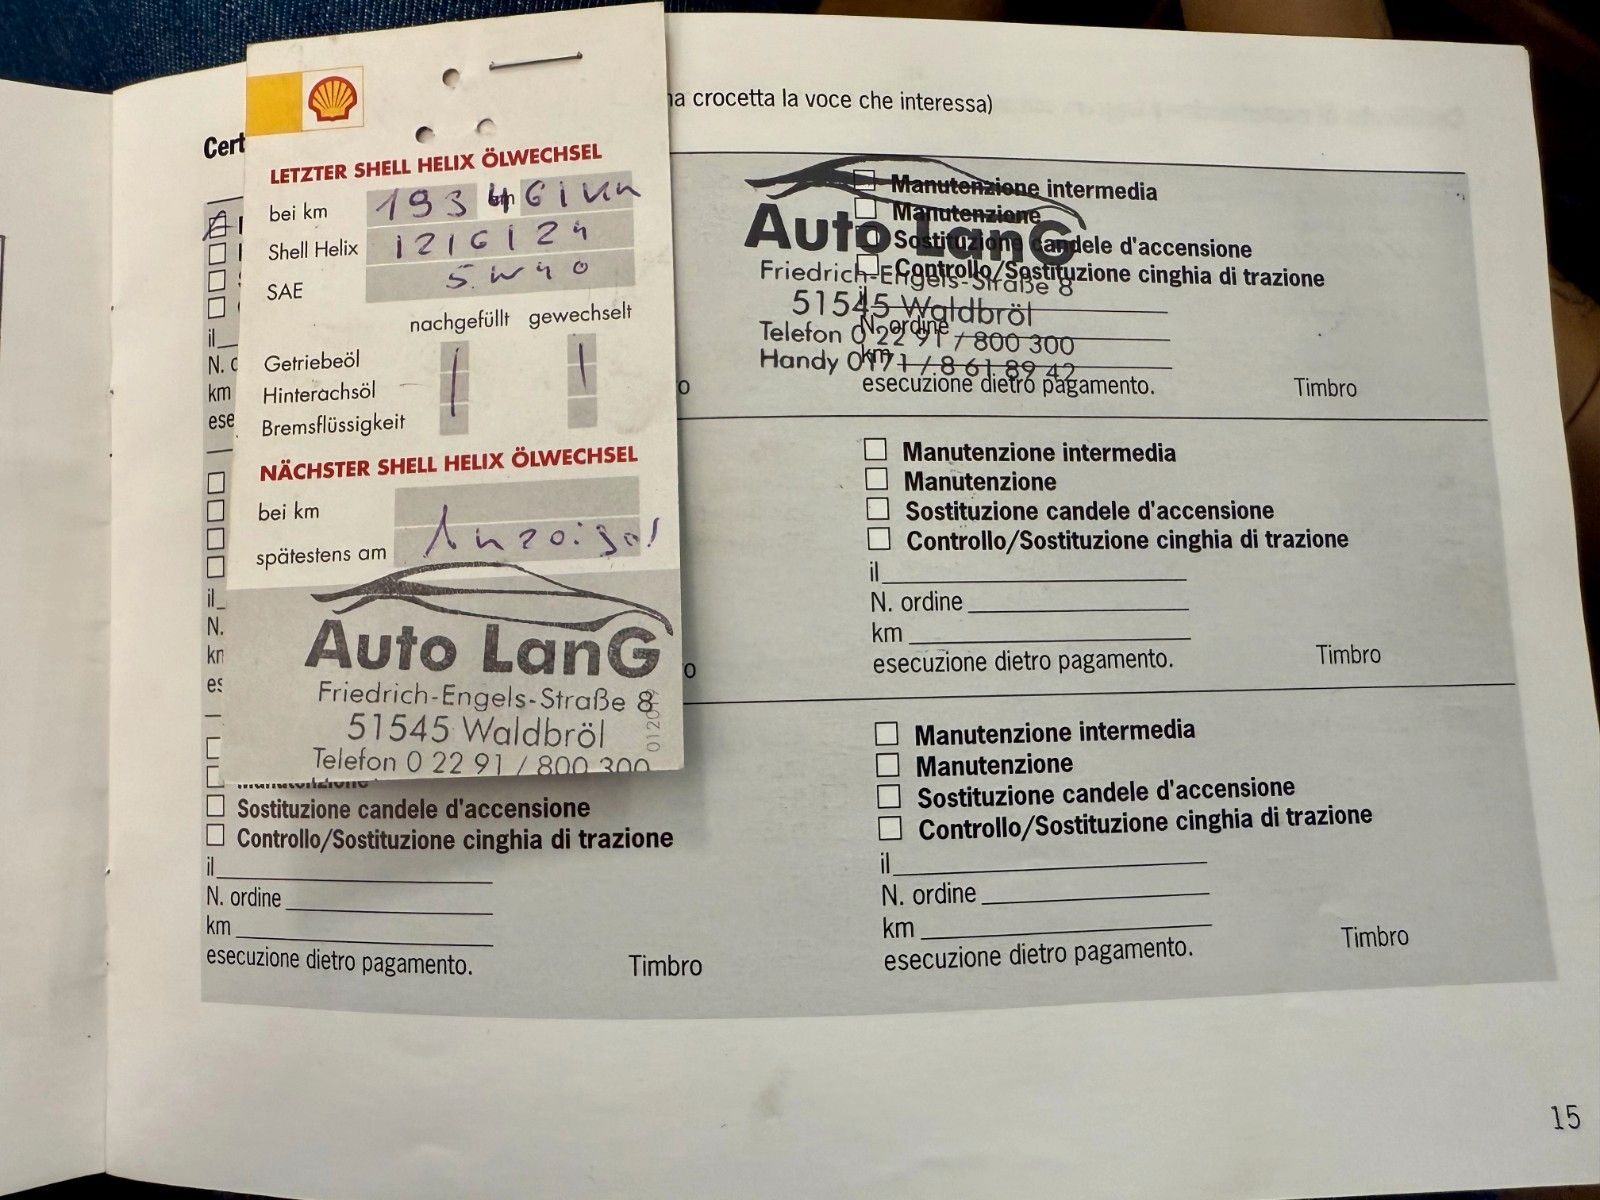 na crocetta la voce che interessa)
Cert
LETZTER SHELL HELIX ÖLWECHSEL
bei km
Shell Helix
SAE 5W40
nachgefüllt gewechselt
Getriebeöl
Hinterachsöl
Bremsflüssigkeit
NÄCHSTER SHELL HELIX ÖLWECHSEL
bei km
spätestens am
Auto LanG
Friedrich-Engels-Straße 8
51545 Waldbröl
Telefon 0 22 91 / 800 300
01201
il
N.
km
ese
il
N.
es
Sostituzione candele d'accensione
Controllo/Sostituzione cinghia di trazione
il
N. ordine
km
esecuzione dietro pagamento. Timbro
Manutenzione intermedia
Manutenzione
Sostituzione candele d'accensione
Controllo/Sostituzione cinghia di trazione
il
N. ordine
km
esecuzione dietro pagamento. Timbro
Auto LanG
Friedrich-Engels-Straße 8
51545 Waldbröl
Telefon 0 22 91 / 800 300
Handy 0171 / 8 61 89 42
Manutenzione intermedia
Manutenzione
Sostituzione candele d'accensione
Controllo/Sostituzione cinghia di trazione
il
N. ordine
km
esecuzione dietro pagamento. Timbro
Manutenzione intermedia
Manutenzione
Sostituzione candele d'accensione
Controllo/Sostituzione cinghia di trazione
il
N. ordine
km
esecuzione dietro pagamento. Timbro
15